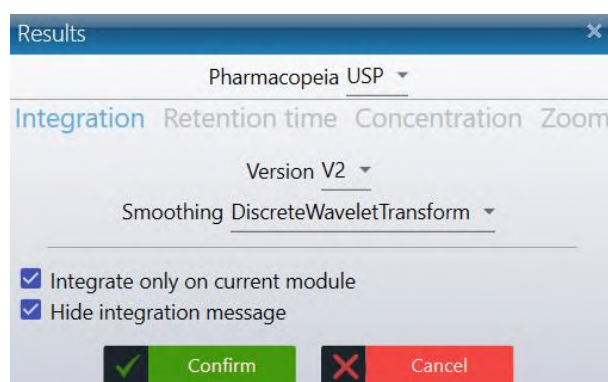 Results
Pharmacopeia USP
Integration Retention time Concentration Zoom
Version V2
Smoothing DiscreteWaveletTransform
Integrate only on current module
Hide integration message
Confirm Cancel